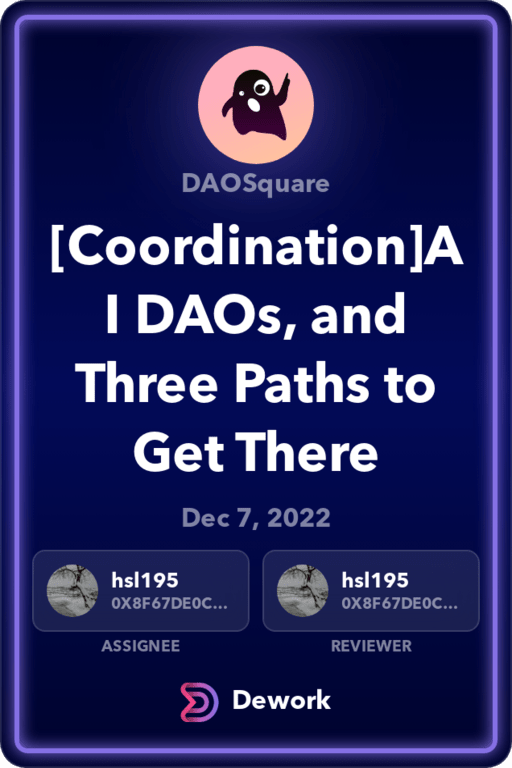 DAOSquare
[Coordination]A
I DAOs, and
Three Paths to
Get There
Dec 7, 2022
hsl195
0X8F67DE0C...
ASSIGNEE
hsl195
0X8F67DE0C...
REVIEWER
Dework